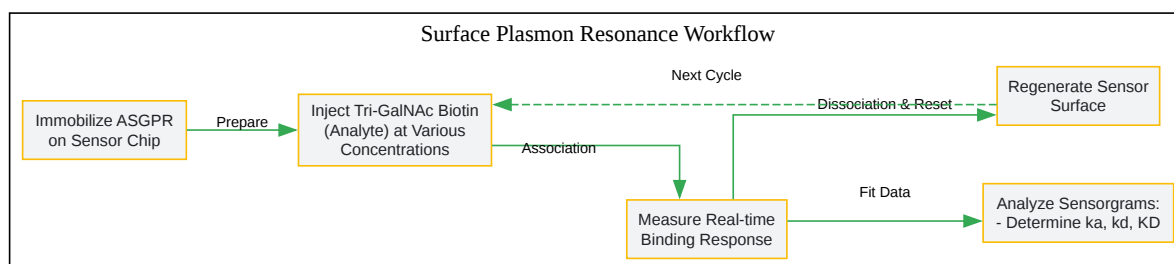 Surface Plasmon Resonance Workflow
Immobilize ASGPR
on Sensor Chip
Prepare
Inject Tri-GalNAc Biotin
(Analyte) at Various
Concentrations
Next Cycle
Dissociation & Reset
Regenerate Sensor
Surface
Association
Measure Real-time
Binding Response
Fit Data
Analyze Sensorgrams:
- Determine ka, kd, KD